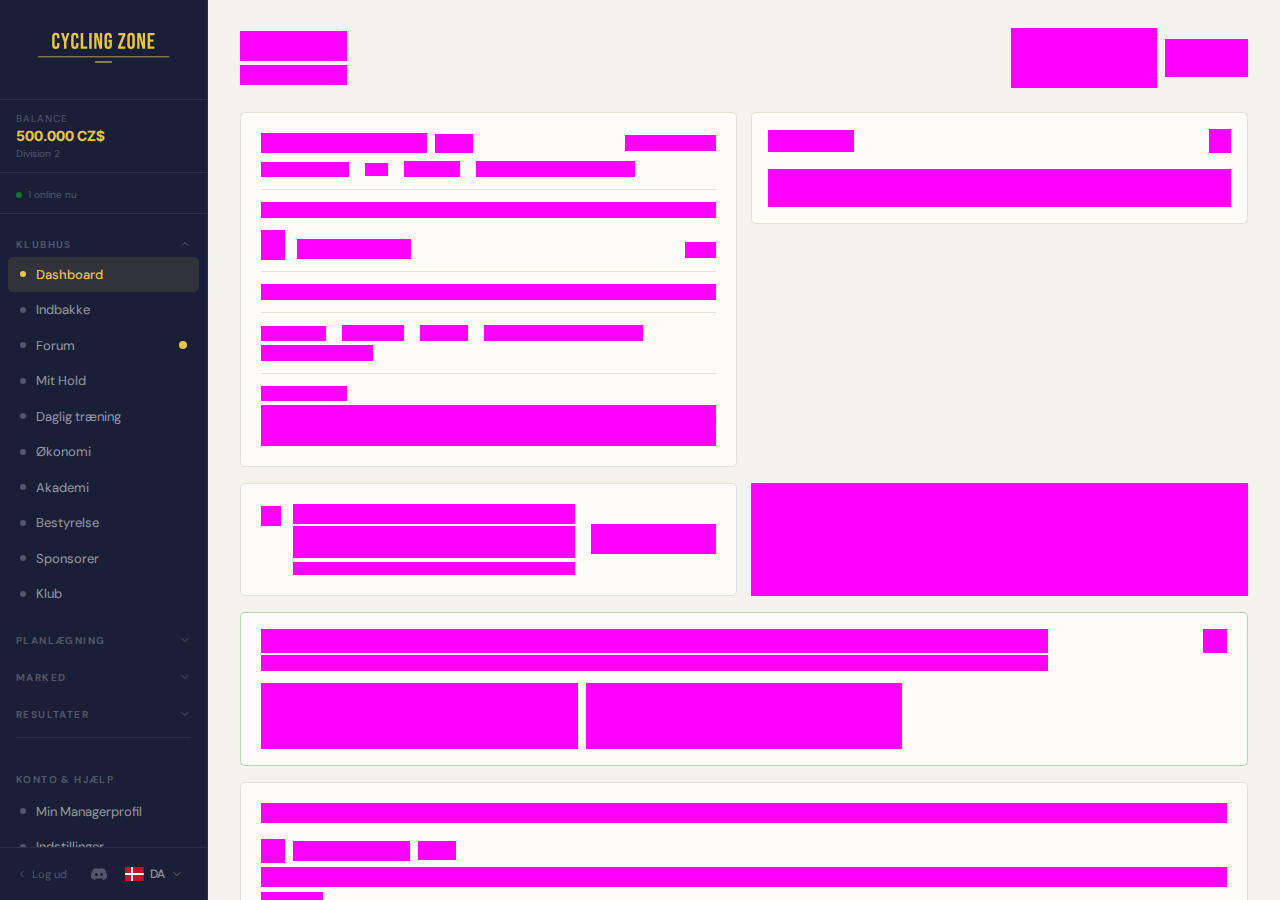 CYCLING ZONE
BALANCE
500.000 CZ$
Division 2
1 online nu
KLUBHUS
Dashboard
Indbakke
Forum
Mit Hold
Daglig træning
Økonomi
Akademi
Bestyrelse
Sponsorer
Klub
PLANLÆGNING
MARKED
RESULTATER
KONTO & HJÆLP
Min Managerprofil
Indstillinger
Log ud
DA